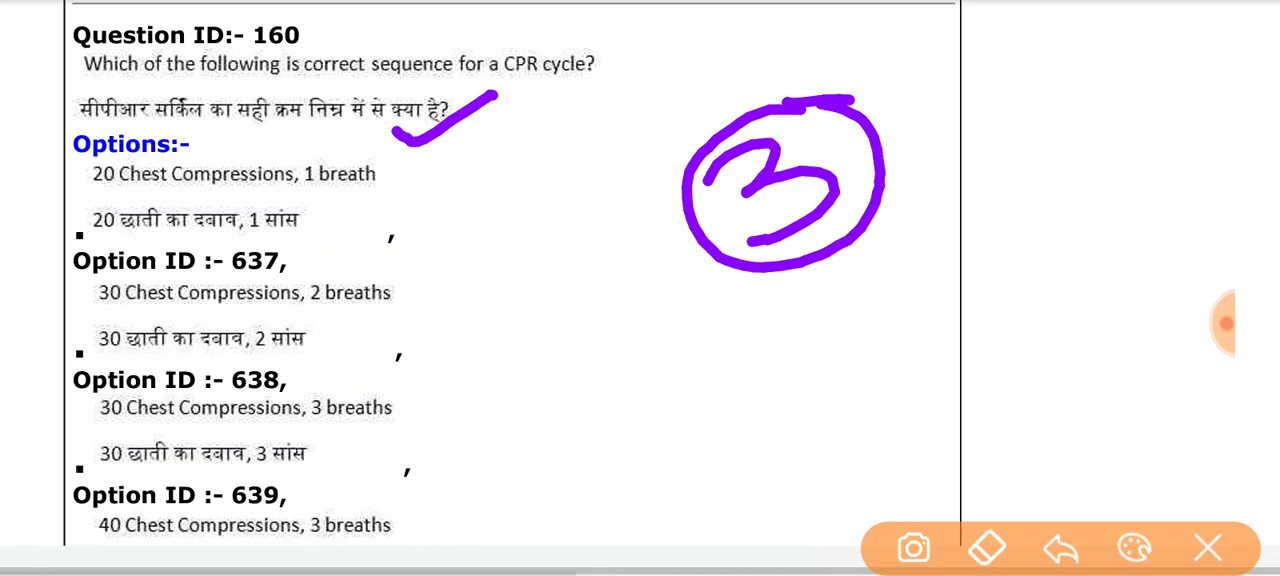 Question ID:- 160
Which of the following is correct sequence for a CPR cycle?
सीपीआर सर्किल का सही क्रम निम्न में से क्या है?
3
Options:-
20 Chest Compressions, 1 breath
20 छाती का दबाव, 1 सांस
,
Option ID :- 637,
30 Chest Compressions, 2 breaths
30 छाती का दबाव, 2 सांस
,
Option ID :- 638,
30 Chest Compressions, 3 breaths
30 छाती का दबाव, 3 सांस
,
Option ID :- 639,
40 Chest Compressions, 3 breaths